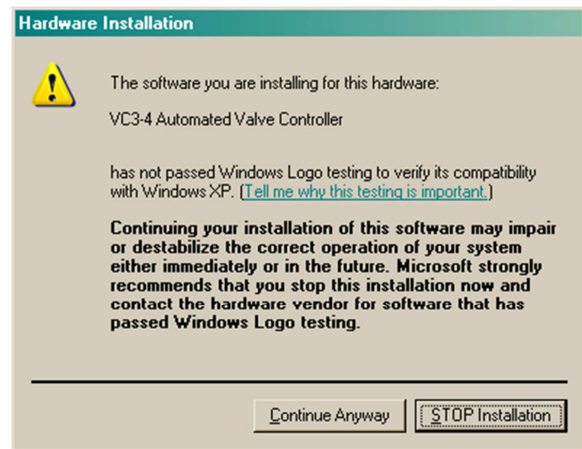 Hardware Installation
The software you are installing for this hardware:
VC3-4 Automated Valve Controller
has not passed Windows Logo testing to verify its compatibility
with Windows XP. (Tell me why this testing is important.)
Continuing your installation of this software may impair
or destabilize the correct operation of your system
either immediately or in the future. Microsoft strongly
recommends that you stop this installation now and
contact the hardware vendor for software that has
passed Windows Logo testing.
Continue Anyway
STOP Installation